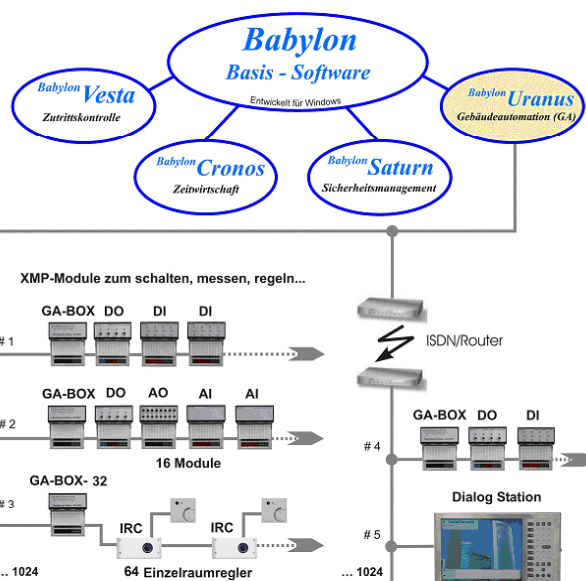 Babylon
Basis - Software
Entwickelt für Windows
Babylon Vesta
Zutrittskontrolle
Babylon Uranus
Gebäudeautomation (GA)
Babylon Cronos
Zeitwirtschaft
Babylon Saturn
Sicherheitsmanagement
XMP-Module zum schalten, messen, regeln...
GA-BOX DO DI DI
# 1
ISDN/Router
GA-BOX DO AO AI AI
# 2
16 Module
GA-BOX DO DI
# 4
GA-BOX- 32
# 3
IRC IRC
Dialog Station
# 5
... 1024
64 Einzelraumregler
... 1024